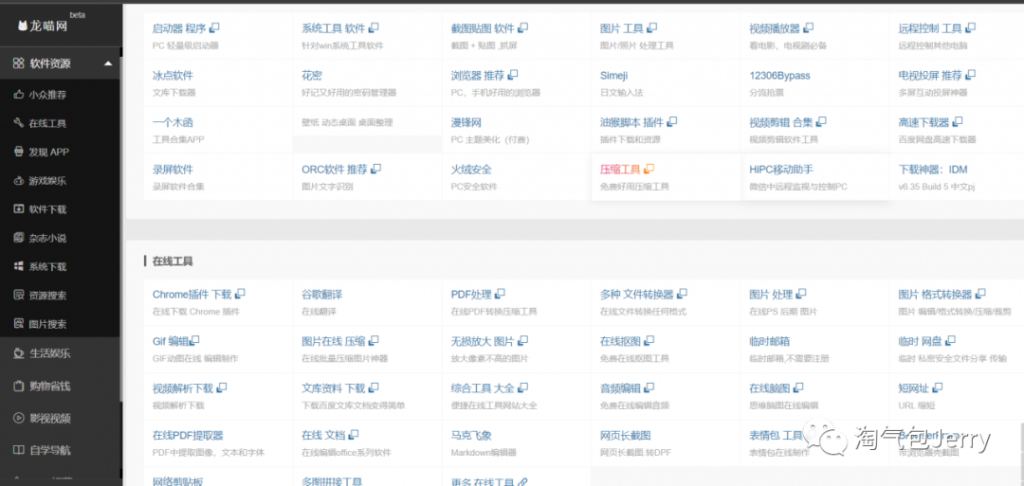 龙喵网 beta
软件资源
小众推荐
在线工具
发现 APP
游戏娱乐
软件下载
杂志小说
系统下载
资源搜索
图片搜索
生活娱乐
购物省钱
影视视频
自学导航
启动器 程序 系统工具 软件 截图贴图 软件 图片 工具 视频播放器 远程控制 工具
PC 轻量级启动器 针对win系统工具软件 截图 + 贴图 ,抓屏 图片/照片 处理工具 看电影、电视剧必备 远程控制其他电脑
冰点软件 花密 浏览器 推荐 Simeji 12306Bypass 电视投屏 推荐
文库下载器 好记又好用的密码管理器 PC、手机好用的浏览器 日文输入法 分流抢票 多屏互动投屏神器
一个木函 壁纸 动态桌面 桌面整理 漫锋网 油猴脚本 插件 视频剪辑 合集 高速下载器
工具合集APP PC 主题美化（付费） 插件下载和资源 视频剪辑软件工具 百度网盘高速下载器
录屏软件 ORC软件 推荐 火绒安全 压缩工具 HIPC移动助手 下载神器：IDM
录屏软件合集 图片文字识别 PC安全软件 免费好用压缩工具 微信中远程监视与控制PC v6.35 Build 5 中文pj
在线工具
Chrome插件 下载 谷歌翻译 PDF处理 多种 文件转换器 图片 处理 图片 格式转换器
在线下载 Chrome 插件 在线翻译 在线PDF转换压缩工具 在线文件转换任何格式 在线PS 后期 图片 图片 编辑/格式转换/压缩/裁剪
Gif 编辑 图片在线 压缩 无损放大 图片 在线抠图 临时邮箱 临时 网盘
GIF动图在线 编辑制作 在线批量压缩图片神器 放大像素不高的图片 免费在线抠图工具 临时邮箱,不需要注册 临时 私密安全文件分享 传输
视频解析下载 文库资料 下载 综合工具 大全 音频编辑 在线脑图 短网址
视频解析下载 下载百度文库文档变得简单 便捷在线工具网站大全 免费在线编辑音频 思维脑图在线编辑 URL 缩短
在线PDF提取器 在线 文档 马克飞象 网页长截图 表情包 工具
PDF中提取图像、文本和字体 在线编辑office系列软件 Markdown编辑器 网页长截图 转DPF 表情包在线制作 带浏览器壳截图
网络剪贴板 多图拼接工具 更多 在线工具
淘气包Jerry